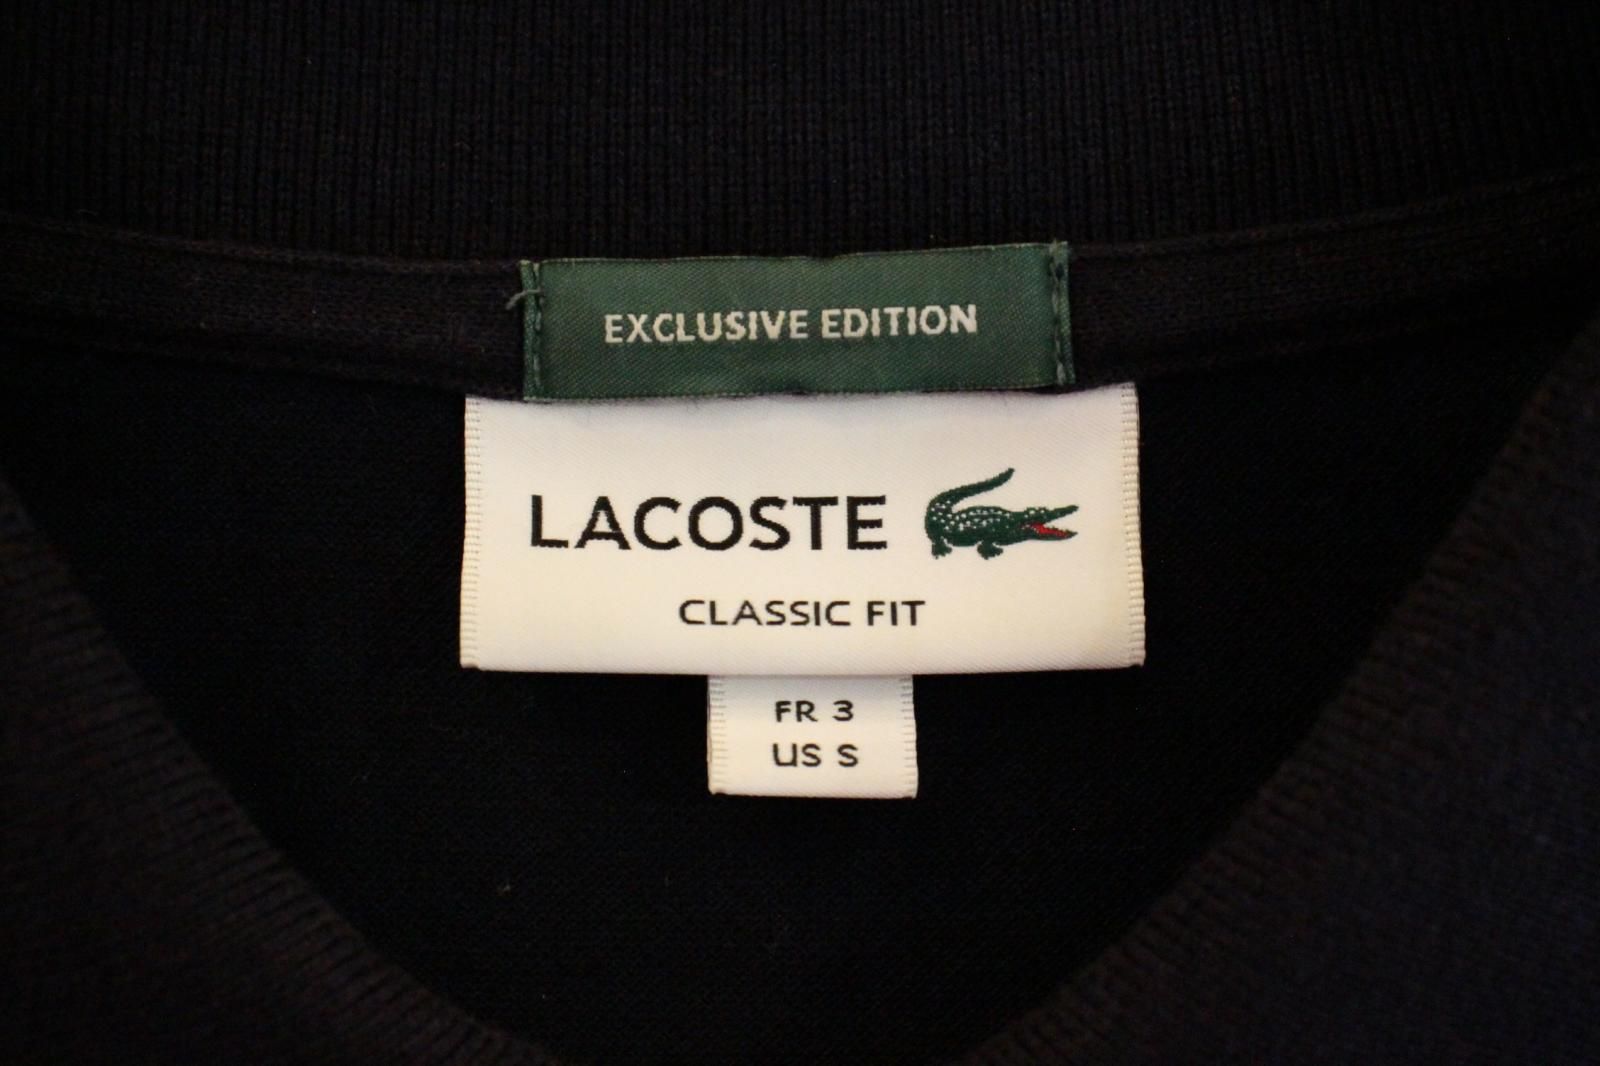 EXCLUSIVE EDITION
LACOSTE
CLASSIC FIT
FR 3
US S